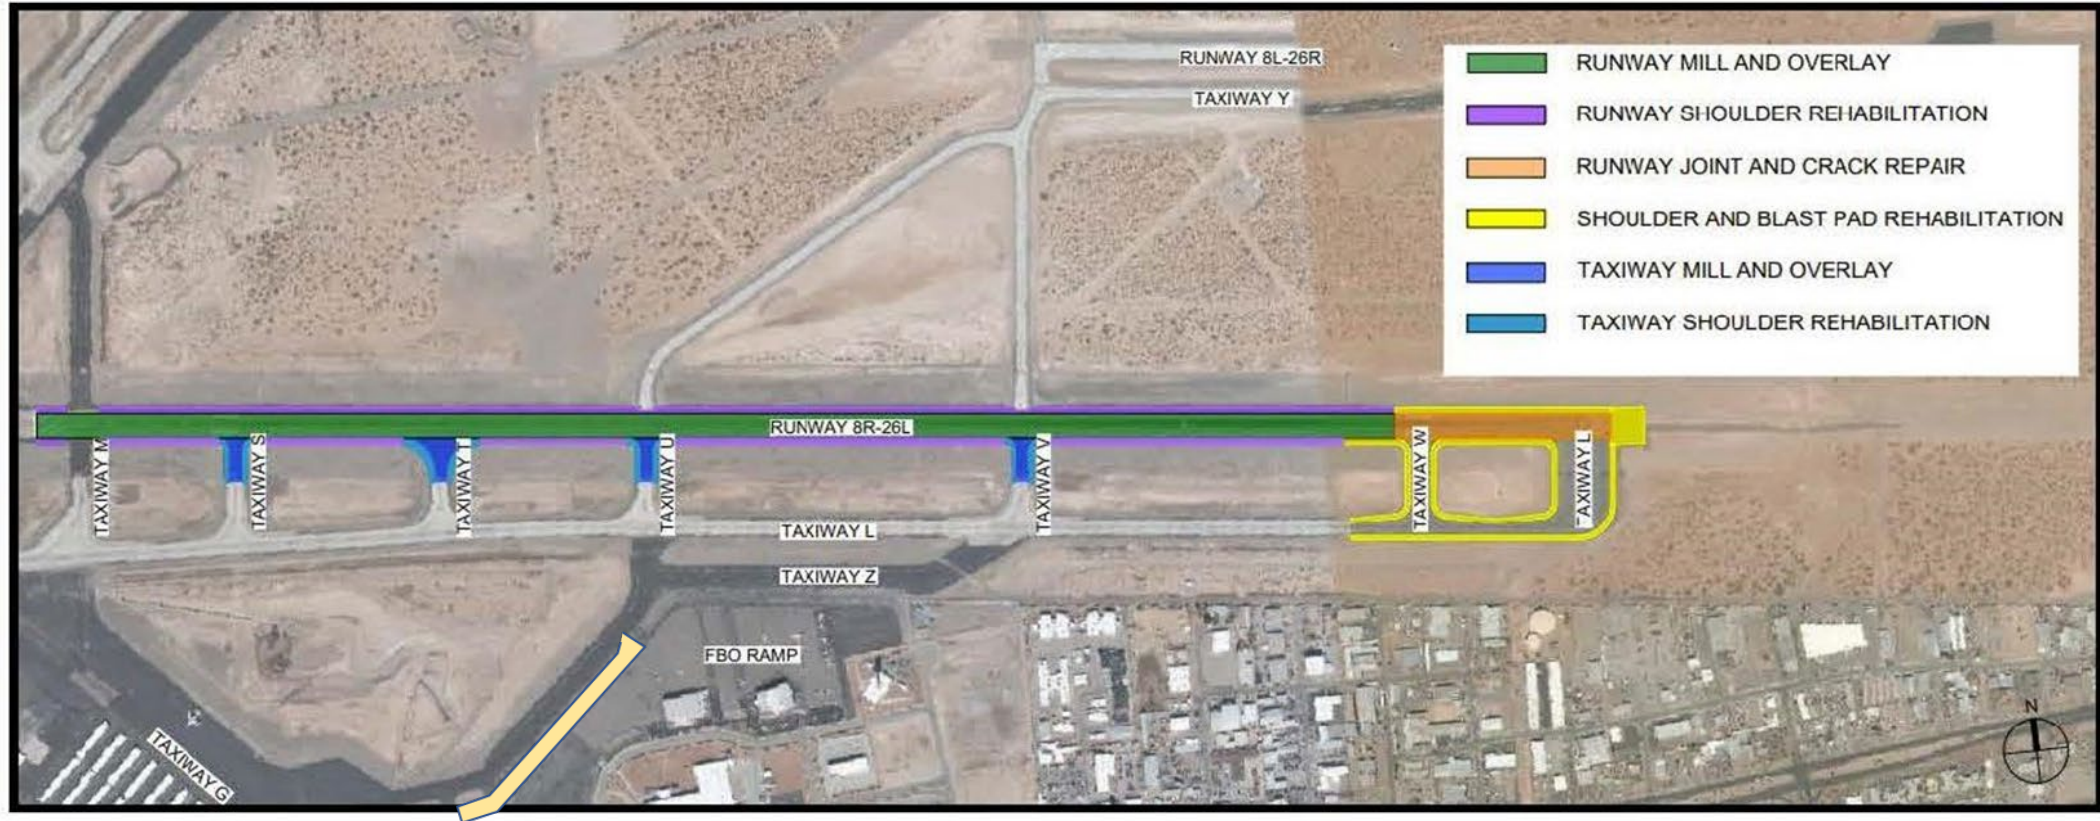 RUNWAY 8L-26R
TAXIWAY Y
RUNWAY MILL AND OVERLAY
RUNWAY SHOULDER REHABILITATION
RUNWAY JOINT AND CRACK REPAIR
SHOULDER AND BLAST PAD REHABILITATION
TAXIWAY MILL AND OVERLAY
TAXIWAY SHOULDER REHABILITATION
RUNWAY 8R-26L
TAXIWAY M
TAXIWAY S
TAXIWAY T
TAXIWAY U
TAXIWAY V
TAXIWAY W
TAXIWAY L
TAXIWAY L
TAXIWAY Z
FBO RAMP
TAXIWAY G
N